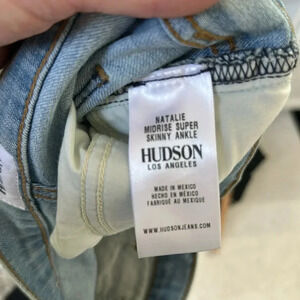 NATALIE
MIDRISE SUPER
SKINNY ANKLE
HUDSON
LOS ANGELES
MADE IN MEXICO
HECHO EN MÉXICO
FABRIQUÉ AU MEXIQUE
WWW.HUDSONJEANS.COM